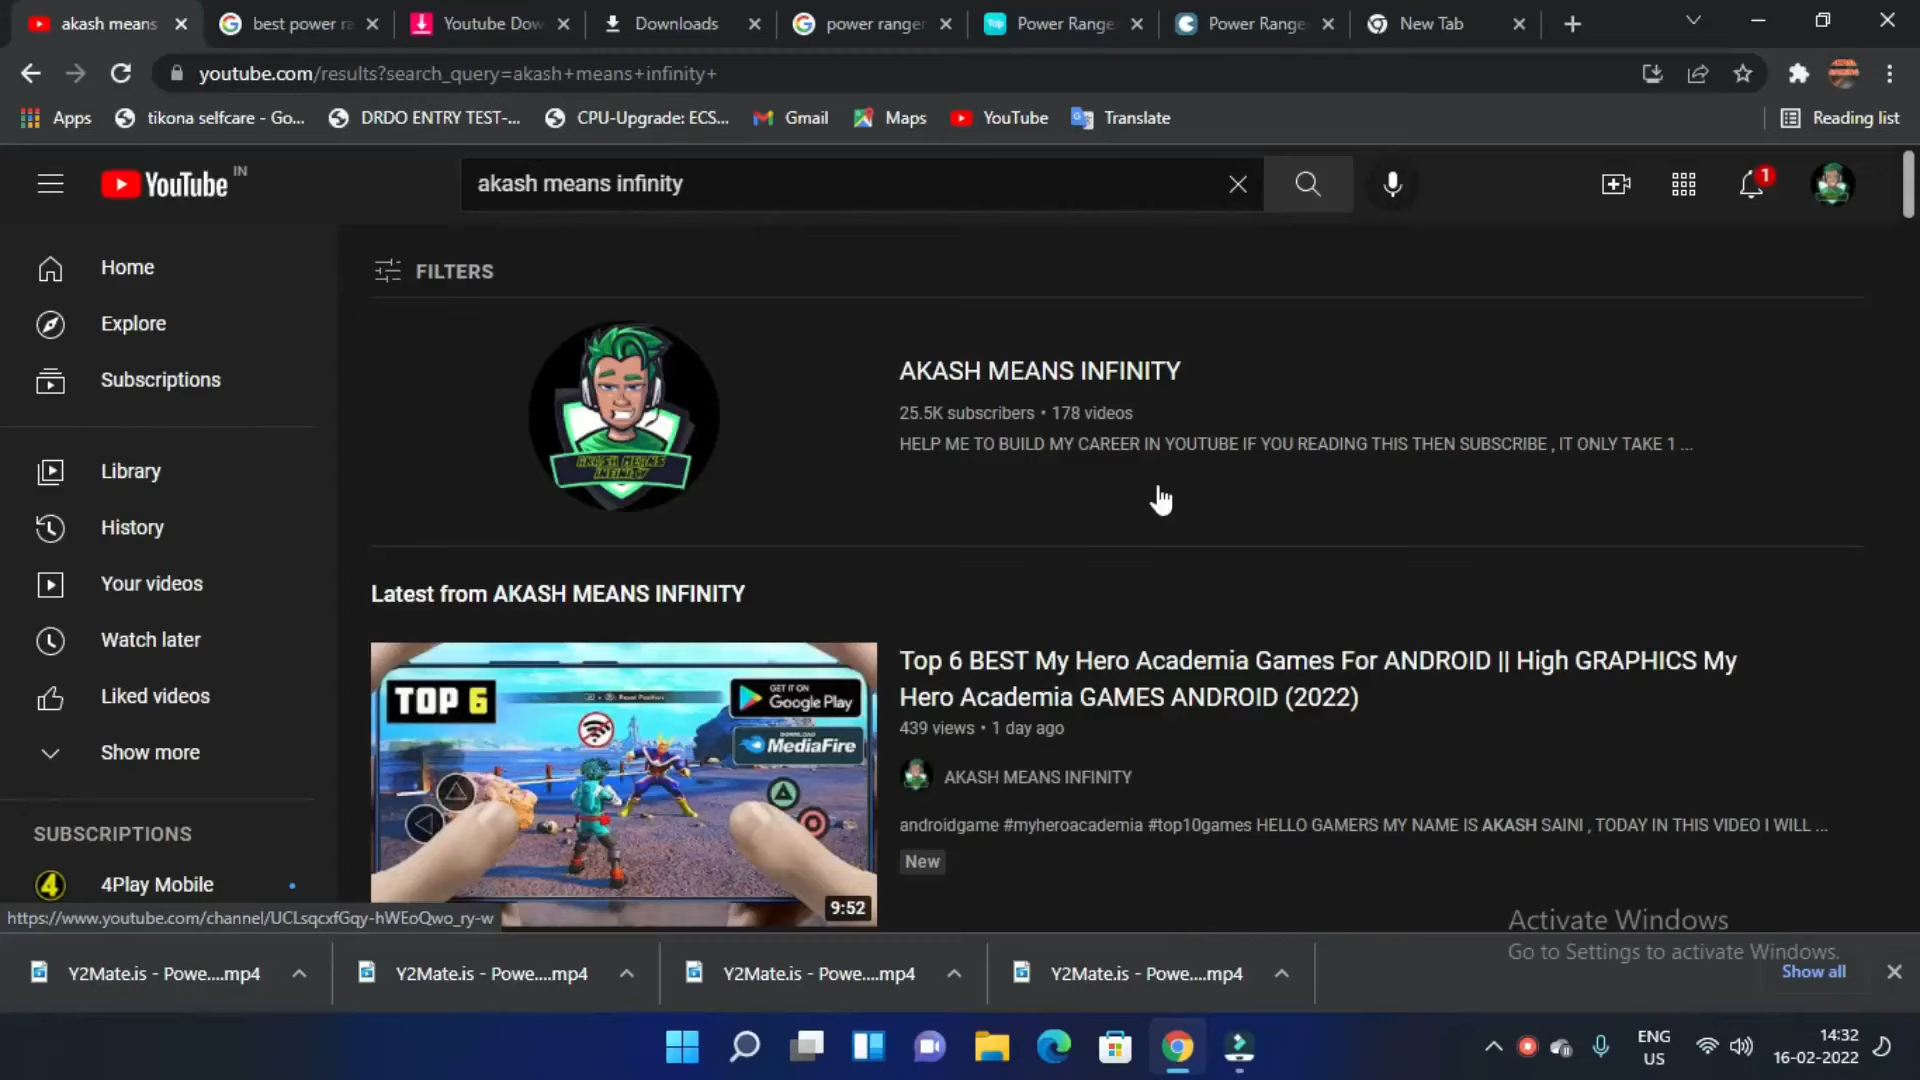 akash means
best power ra
Youtube Dow
Downloads
power ranger
Power Range
Power Range
New Tab
youtube.com/results?search_query=akash+means+infinity+
Apps
tikona selfcare - Go...
DRDO ENTRY TEST-...
CPU-Upgrade: ECS...
Gmail
Maps
YouTube
Translate
Reading list
YouTube IN
akash means infinity
1
Home
Explore
Subscriptions
Library
History
Your videos
Watch later
Liked videos
Show more
SUBSCRIPTIONS
4Play Mobile
FILTERS
AKASH MEANS INFINITY
AKASH MEANS INFINITY
25.5K subscribers • 178 videos
HELP ME TO BUILD MY CAREER IN YOUTUBE IF YOU READING THIS THEN SUBSCRIBE , IT ONLY TAKE 1 ...
Latest from AKASH MEANS INFINITY
TOP 6
GET IT ON
Google Play
DOWNLOAD
MediaFire
9:52
Top 6 BEST My Hero Academia Games For ANDROID || High GRAPHICS My
Hero Academia GAMES ANDROID (2022)
439 views • 1 day ago
AKASH MEANS INFINITY
androidgame #myheroacademia #top10games HELLO GAMERS MY NAME IS AKASH SAINI , TODAY IN THIS VIDEO I WILL ...
New
https://www.youtube.com/channel/UCLsqcxfGqy-hWEoQwo_ry-w
Activate Windows
Go to Settings to activate Windows.
Y2Mate.is - Powe....mp4
Y2Mate.is - Powe....mp4
Y2Mate.is - Powe....mp4
Y2Mate.is - Powe....mp4
Show all
ENG
US
14:32
16-02-2022